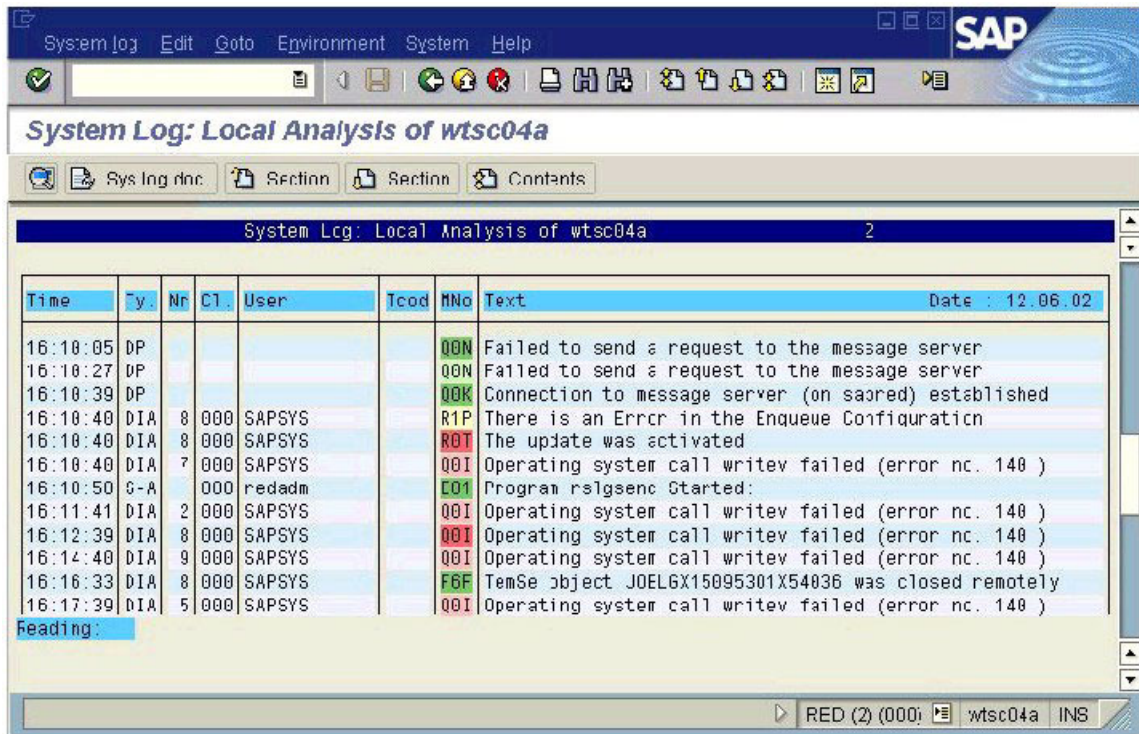 System log Edit Goto Environment System Help
SAP
System Log: Local Analysis of wtsc04a
Sys log doc Section Section Contents
System Log: Local Analysis of wtsc04a 2
Time Ty. Nr Cl. User Tcod MNo Text Date : 12.06.02
16:10:05 DP Q0N Failed to send a request to the message server
16:10:27 DP Q0N Failed to send a request to the message server
16:10:39 DP Q0K Connection to message server (on sapred) established
16:10:40 DIA 8 000 SAPSYS R1P There is an Error in the Enqueue Configuration
16:10:40 DIA 8 000 SAPSYS R0T The update was activated
16:10:40 DIA 7 000 SAPSYS Q0I Operating system call writev failed (error no. 140 )
16:10:50 S-A 000 redadm E01 Program rslgsend Started:
16:11:41 DIA 2 000 SAPSYS Q0I Operating system call writev failed (error no. 140 )
16:12:39 DIA 8 000 SAPSYS Q0I Operating system call writev failed (error no. 140 )
16:14:40 DIA 9 000 SAPSYS Q0I Operating system call writev failed (error no. 140 )
16:16:33 DIA 8 000 SAPSYS F6F TemSe object JOBLGX15095301X54036 was closed remotely
16:17:39 DIA 5 000 SAPSYS Q0I Operating system call writev failed (error no. 140 )
Reading:
RED (2) (000) wtsc04a INS